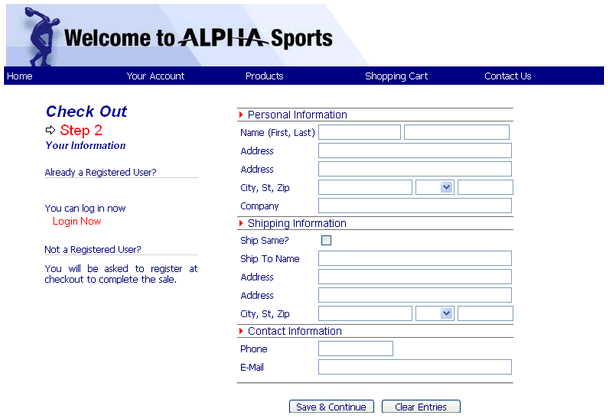 Welcome to ALPHA Sports
Home Your Account Products Shopping Cart Contact Us
Check Out
Step 2
Your Information
Already a Registered User?
You can log in now
Login Now
Not a Registered User?
You will be asked to register at
checkout to complete the sale.
Personal Information
Name (First, Last)
Address
Address
City, St, Zip
Company
Shipping Information
Ship Same?
Ship To Name
Address
Address
City, St, Zip
Contact Information
Phone
E-Mail
Save & Continue Clear Entries